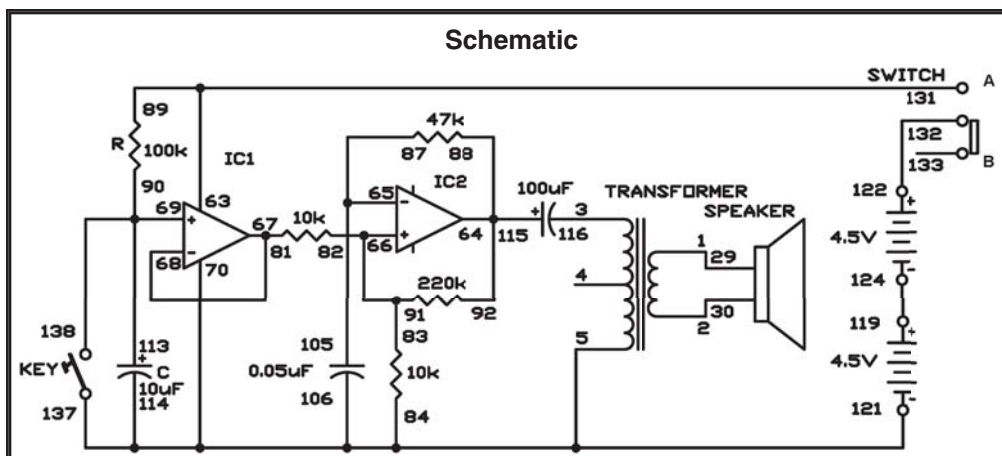 Schematic
SWITCH
A
131
89
47k
132
R
100k
87
88
133
B
IC1
IC2
90
100uF
TRANSFORMER
122
+
63
65
-
SPEAKER
69
+
67
10k
+
3
1
4.5V
68
-
81
82
66
+
64
115
116
29
-
70
220k
4
124
91
92
30
119
138
83
5
2
+
113
+
105
KEY
C
0.05uF
10k
4.5V
10uF
106
-
137
114
84
121